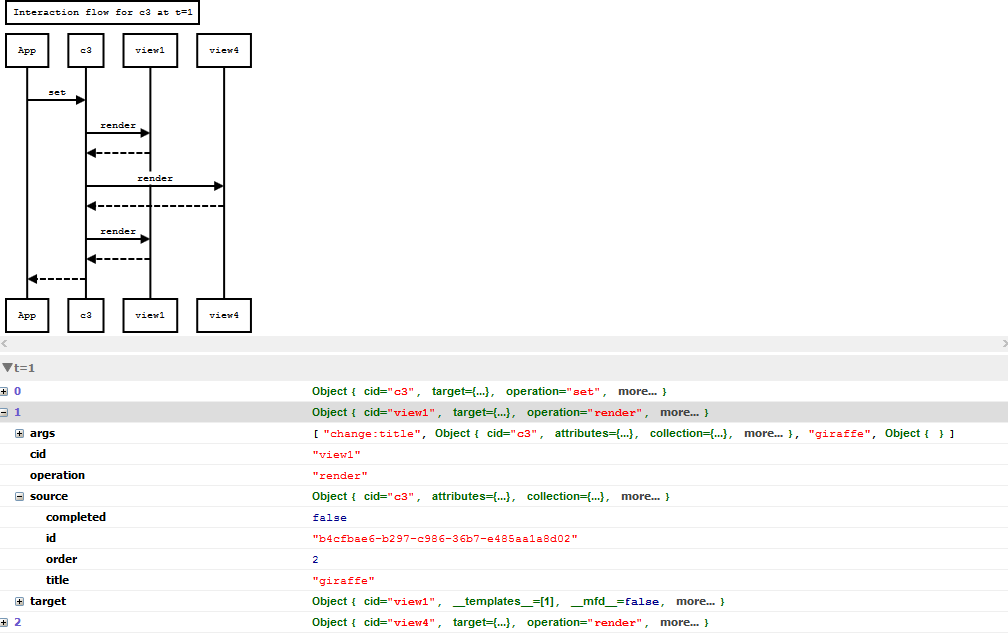 Interaction flow for c3 at t=1
App c3 view1 view4
set
render
render
render
App c3 view1 view4
t=1
0 Object { cid="c3", target={...}, operation="set", more... }
1 Object { cid="view1", target={...}, operation="render", more... }
args [ "change:title", Object { cid="c3", attributes={...}, collection={...}, more... }, "giraffe", Object { } ]
cid "view1"
operation "render"
source Object { cid="c3", attributes={...}, collection={...}, more... }
completed false
id "b4cfbae6-b297-c986-36b7-e485aa1a8d02"
order 2
title "giraffe"
target Object { cid="view1", __templates__=[1], __mfd__=false, more... }
2 Object { cid="view4", target={...}, operation="render", more... }